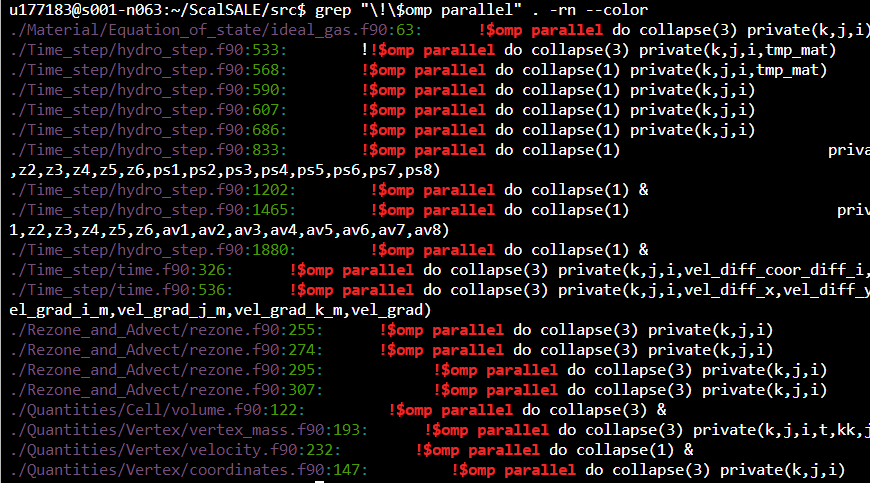 u177183@s001-n063:~/ScalSALE/src$ grep "\!\$omp parallel" . -rn --color
./Material/Equation_of_state/ideal_gas.f90:63:      !$omp parallel do collapse(3) private(k,j,i)
./Time_step/hydro_step.f90:533:        !!$omp parallel do collapse(3) private(k,j,i,tmp_mat)
./Time_step/hydro_step.f90:568:        !$omp parallel do collapse(1) private(k,j,i,tmp_mat)
./Time_step/hydro_step.f90:590:        !$omp parallel do collapse(1) private(k,j,i)
./Time_step/hydro_step.f90:607:        !$omp parallel do collapse(1) private(k,j,i)
./Time_step/hydro_step.f90:686:        !$omp parallel do collapse(1) private(k,j,i)
./Time_step/hydro_step.f90:833:        !$omp parallel do collapse(1)                       priva
,z2,z3,z4,z5,z6,ps1,ps2,ps3,ps4,ps5,ps6,ps7,ps8)
./Time_step/hydro_step.f90:1202:        !$omp parallel do collapse(1) &
./Time_step/hydro_step.f90:1465:        !$omp parallel do collapse(1)                       priv
1,z2,z3,z4,z5,z6,av1,av2,av3,av4,av5,av6,av7,av8)
./Time_step/hydro_step.f90:1880:        !$omp parallel do collapse(1) &
./Time_step/time.f90:326:      !$omp parallel do collapse(3) private(k,j,i,vel_diff_coor_diff_i,
./Time_step/time.f90:536:      !$omp parallel do collapse(3) private(k,j,i,vel_diff_x,vel_diff_y
el_grad_i_m,vel_grad_j_m,vel_grad_k_m,vel_grad)
./Rezone_and_Advect/rezone.f90:255:      !$omp parallel do collapse(3) private(k,j,i)
./Rezone_and_Advect/rezone.f90:274:      !$omp parallel do collapse(3) private(k,j,i)
./Rezone_and_Advect/rezone.f90:295:            !$omp parallel do collapse(3) private(k,j,i)
./Rezone_and_Advect/rezone.f90:307:            !$omp parallel do collapse(3) private(k,j,i)
./Quantities/Cell/volume.f90:122:         !$omp parallel do collapse(3) &
./Quantities/Vertex/vertex_mass.f90:193:      !$omp parallel do collapse(3) private(k,j,i,t,kk,j
./Quantities/Vertex/velocity.f90:232:         !$omp parallel do collapse(1) &
./Quantities/Vertex/coordinates.f90:147:            !$omp parallel do collapse(3) private(k,j,i)